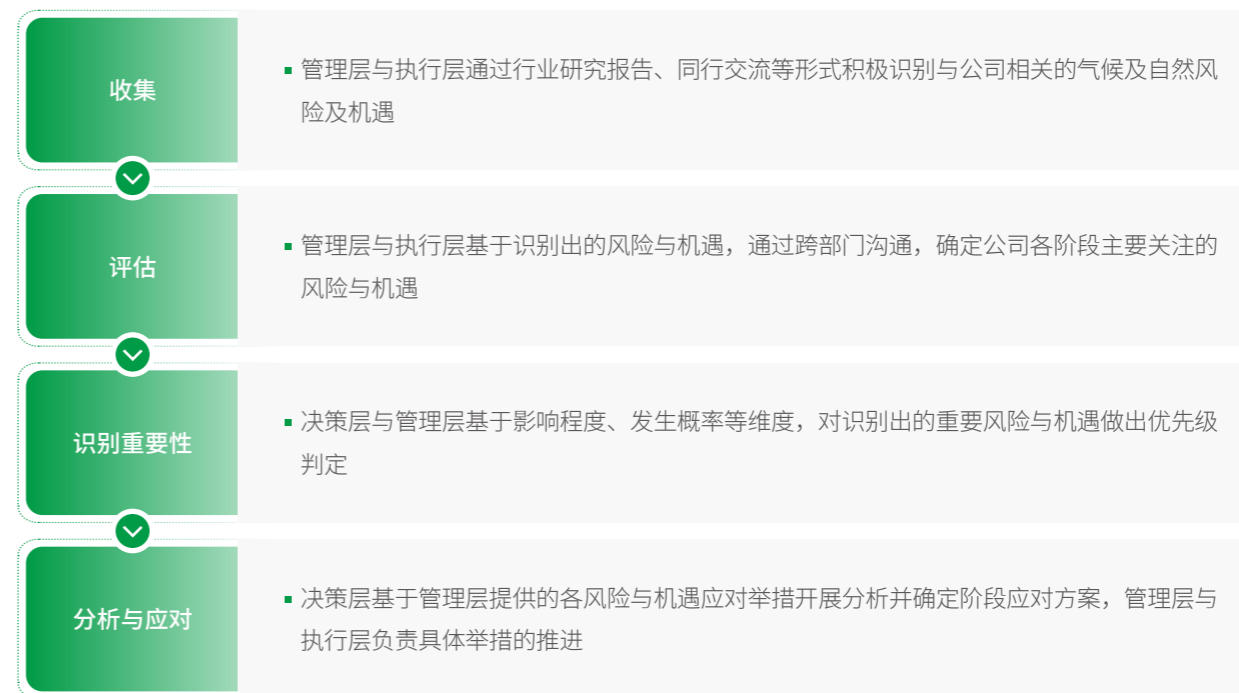 收集
▪ 管理层与执行层通过行业研究报告、同行交流等形式积极识别与公司相关的气候及自然风
险及机遇
评估
▪ 管理层与执行层基于识别出的风险与机遇，通过跨部门沟通，确定公司各阶段主要关注的
风险与机遇
识别重要性
▪ 决策层与管理层基于影响程度、发生概率等维度，对识别出的重要风险与机遇做出优先级
判定
分析与应对
▪ 决策层基于管理层提供的各风险与机遇应对举措开展分析并确定阶段应对方案，管理层与
执行层负责具体举措的推进